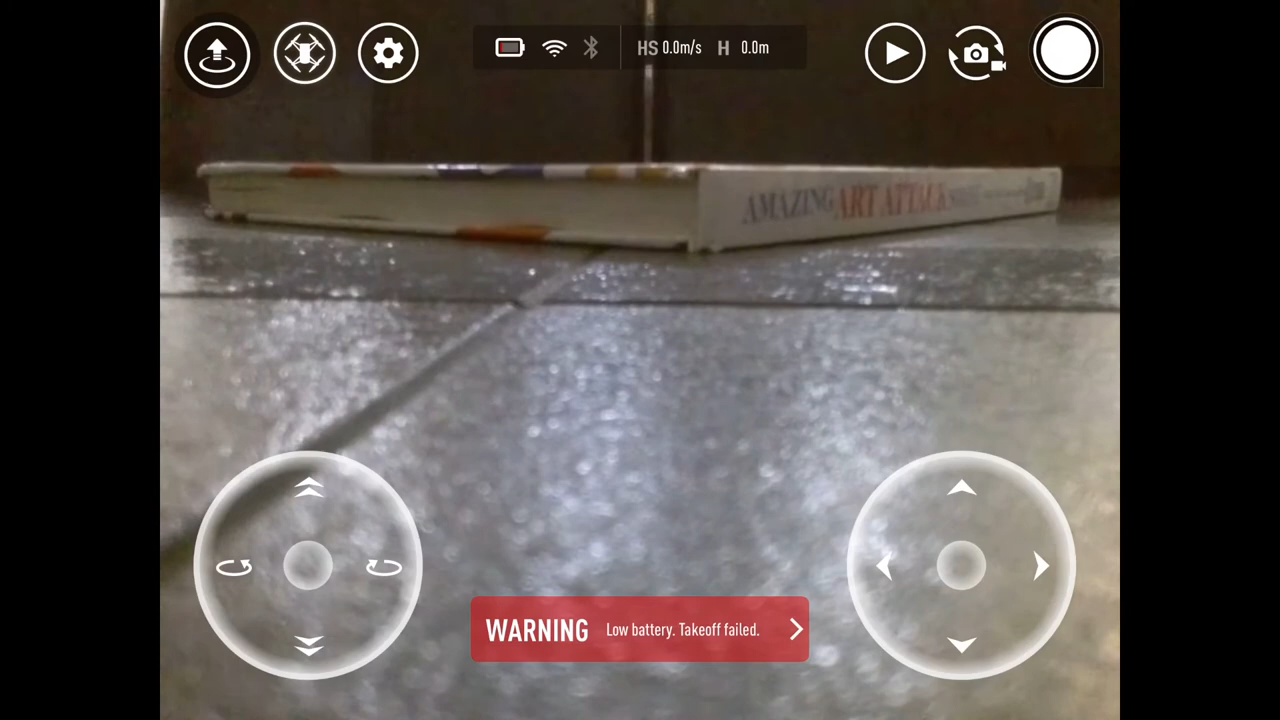 HS 0.0m/s H 0.0m
AMAZING ART ATTACK
WARNING Low battery. Takeoff failed.